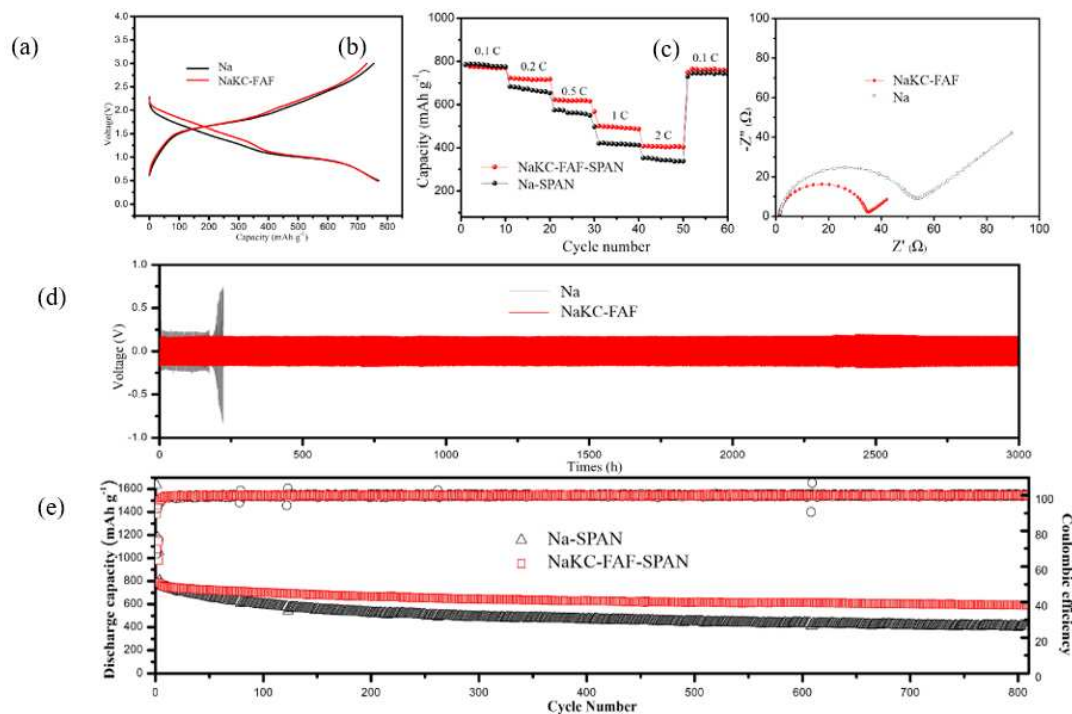 (a)
4.0
3.5
3.0
2.5
2.0
1.5
1.0
0.5
0.0
Voltage(V)
Na
NaKC-FAF
0 100 200 300 400 500 600 700 800
Capacity (mAh g⁻¹)
(b)
1000
800
600
400
200
Capacity (mAh g⁻¹)
0.1 C
0.2 C
0.5 C
1 C
2 C
0.1 C
NaKC-FAF-SPAN
Na-SPAN
0 10 20 30 40 50 60
Cycle number
(c)
100
80
60
40
20
0
-Z" (Ω)
NaKC-FAF
Na
0 20 40 60 80 100
Z' (Ω)
(d)
1.0
0.5
0.0
-0.5
-1.0
Voltage (V)
Na
NaKC-FAF
0 500 1000 1500 2000 2500 3000
Times (h)
(e)
1600
1400
1200
1000
800
600
400
200
0
Discharge capacity (mAh g⁻¹)
Na-SPAN
NaKC-FAF-SPAN
100
80
60
40
20
0
Coulombic efficiency
0 100 200 300 400 500 600 700 800
Cycle Number